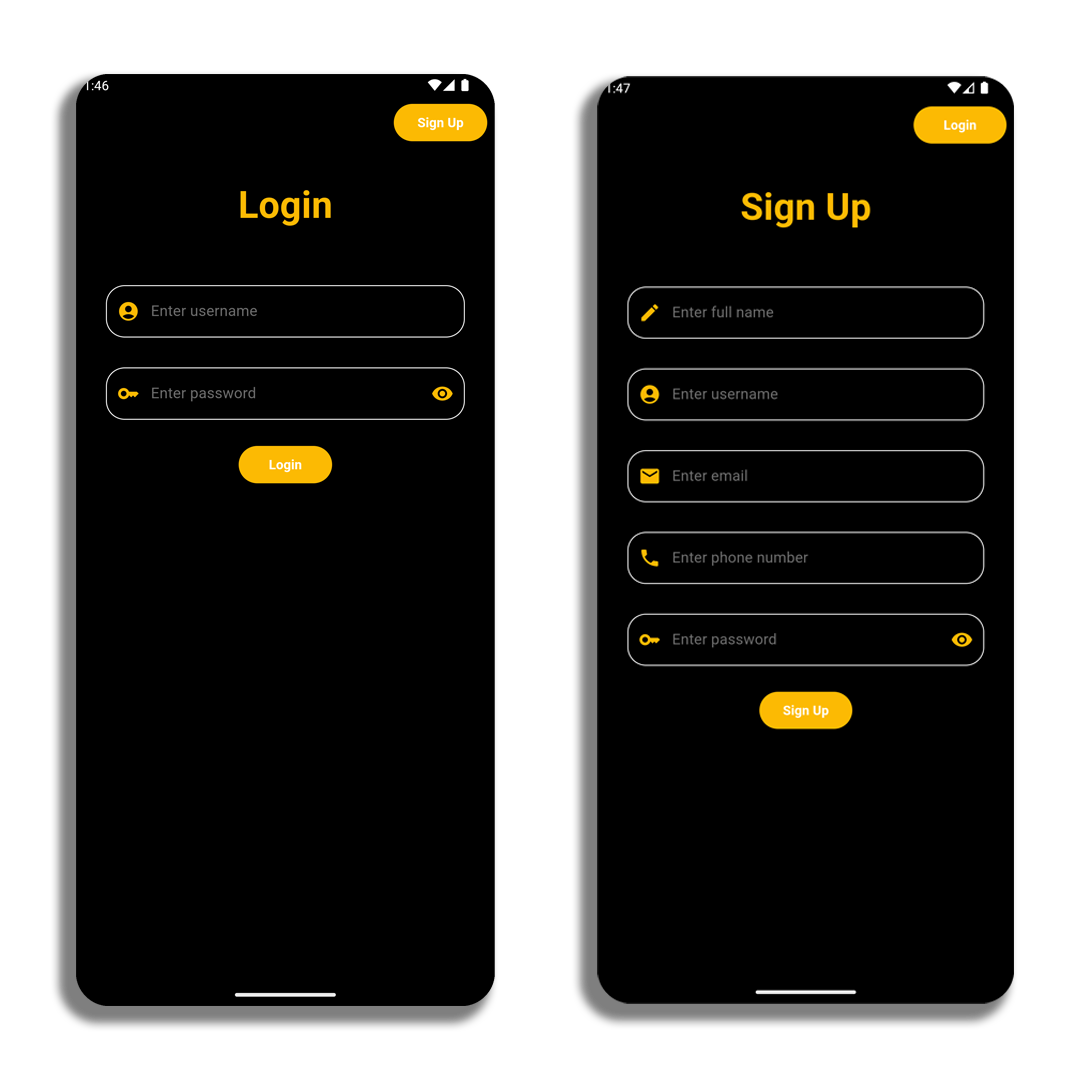 1:46
Sign Up
Login
Enter username
Enter password
Login
1:47
Login
Sign Up
Enter full name
Enter username
Enter email
Enter phone number
Enter password
Sign Up